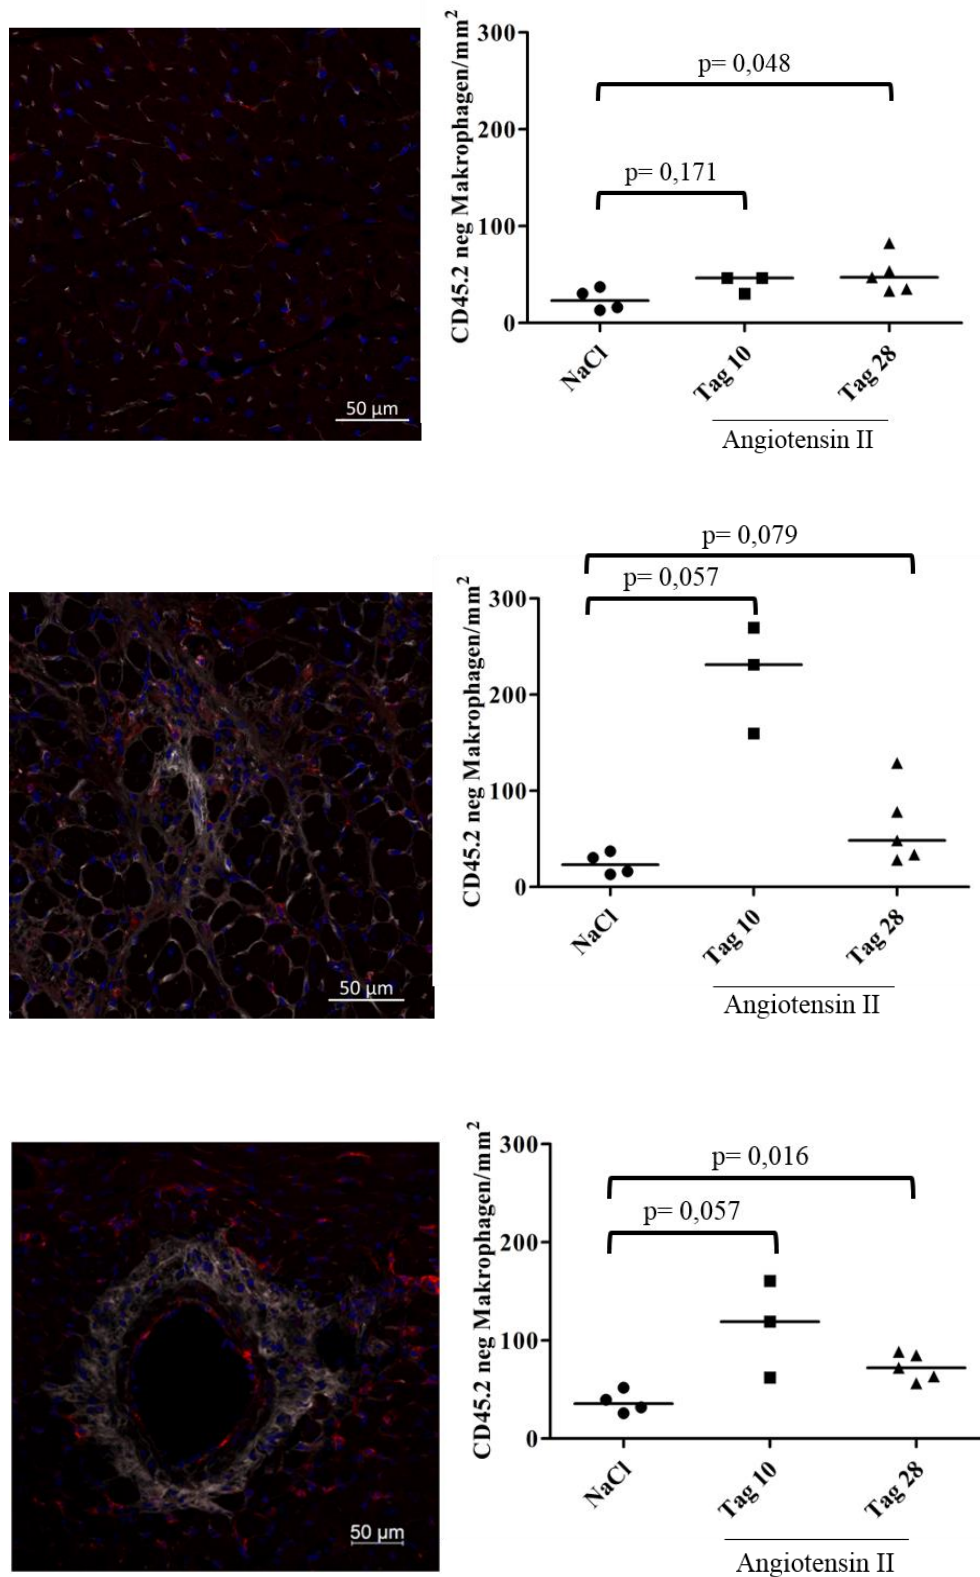 CD45.2 neg Makrophagen/mm²
300
200
100
0
p= 0,048
p= 0,171
NaCl
Tag 10
Tag 28
Angiotensin II
50 µm
CD45.2 neg Makrophagen/mm²
300
200
100
0
p= 0,079
p= 0,057
NaCl
Tag 10
Tag 28
Angiotensin II
50 µm
CD45.2 neg Makrophagen/mm²
300
200
100
0
p= 0,016
p= 0,057
NaCl
Tag 10
Tag 28
Angiotensin II
50 µm